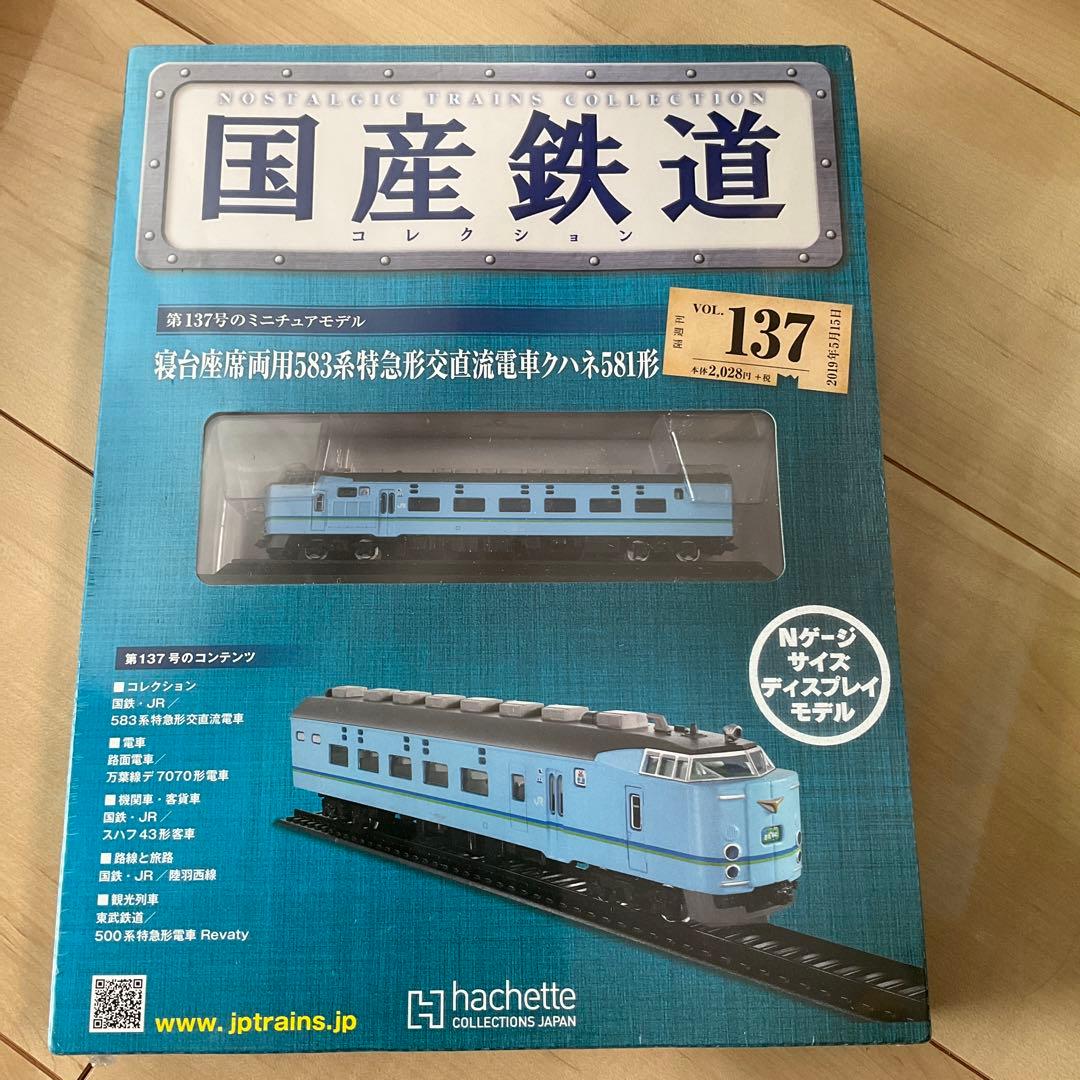 NOSTALGIC TRAINS COLLECTION
国産鉄道
コレクション
第137号のミニチュアモデル
寝台座席両用583系特急形交直流電車クハネ581形
隔週刊
VOL. 137
本体2,028円+税
2019年5月15日
Nゲージ
サイズ
ディスプレイ
モデル
第137号のコンテンツ
■コレクション
国鉄・JR／
583系特急形交直流電車
■電車
路面電車／
万葉線デ7070形電車
■機関車・客貨車
国鉄・JR／
スハフ43形客車
■路線と旅路
国鉄・JR／陸羽西線
■観光列車
東武鉄道／
500系特急形電車 Revaty
JR
www.jptrains.jp
hachette
COLLECTIONS JAPAN